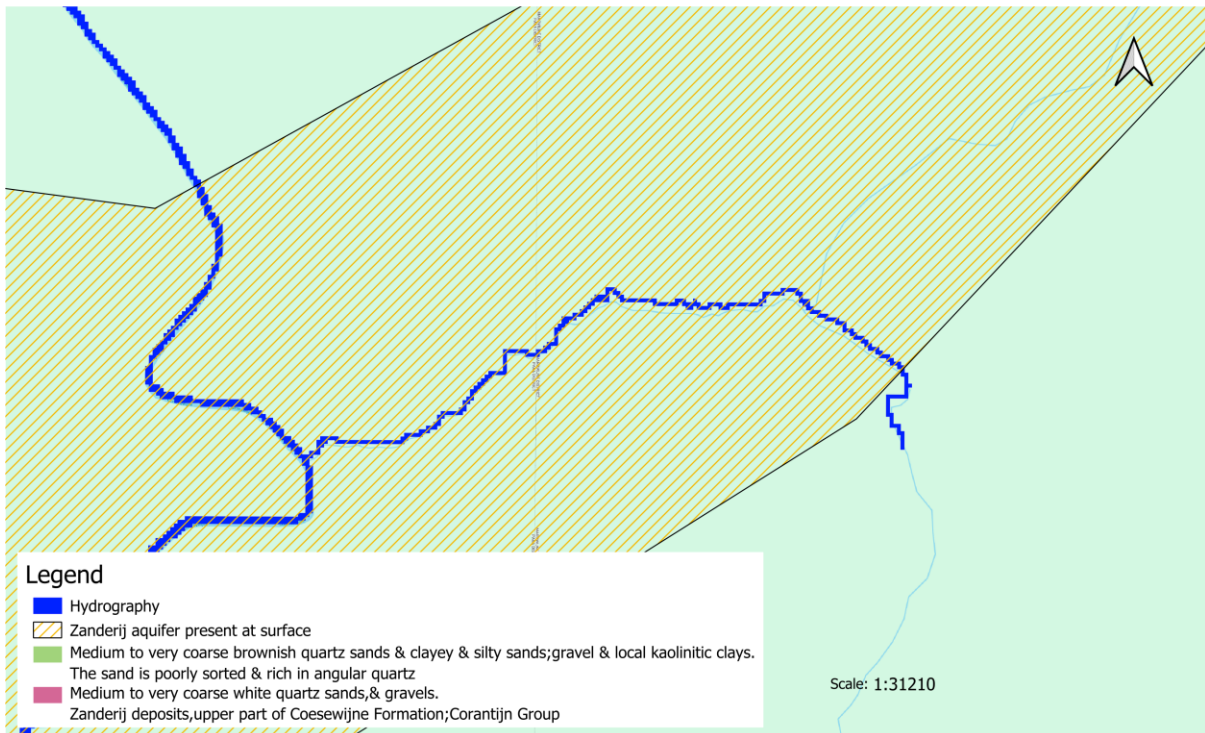 Legend
Hydrography
Zanderij aquifer present at surface
Medium to very coarse brownish quartz sands & clayey & silty sands;gravel & local kaolinitic clays.
The sand is poorly sorted & rich in angular quartz
Medium to very coarse white quartz sands,& gravels.
Zanderij deposits,upper part of Coesewijne Formation;Corantijn Group
Scale: 1:31210